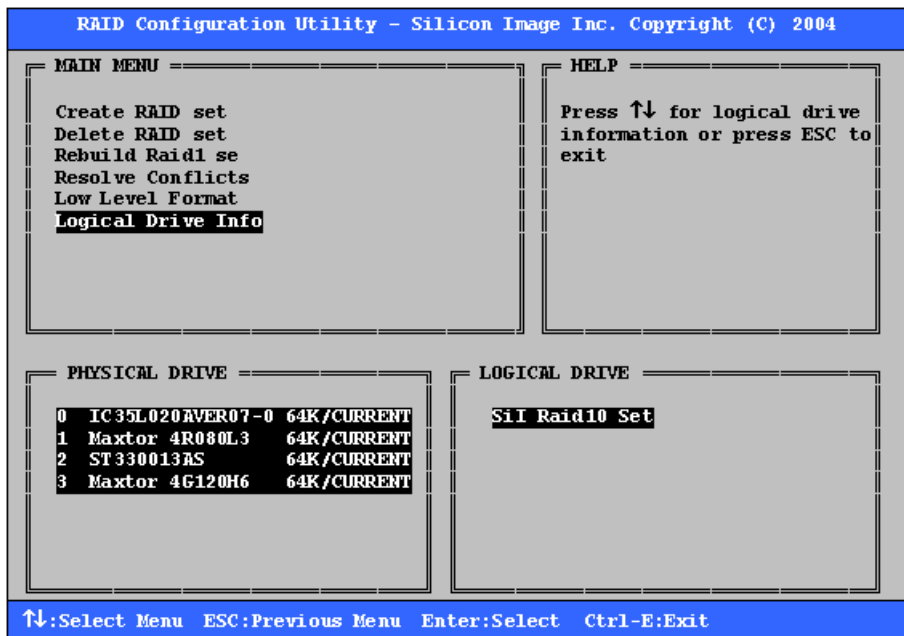 RAID Configuration Utility - Silicon Image Inc. Copyright (C) 2004
MAIN MENU
Create RAID set
Delete RAID set
Rebuild Raid1 se
Resolve Conflicts
Low Level Format
Logical Drive Info
HELP
Press ↑↓ for logical drive
information or press ESC to
exit
PHYSICAL DRIVE
0 IC35L020AVER07-0 64K/CURRENT
1 Maxtor 4R080L3 64K/CURRENT
2 ST330013AS 64K/CURRENT
3 Maxtor 4G120H6 64K/CURRENT
LOGICAL DRIVE
SiI Raid10 Set
↑↓:Select Menu ESC:Previous Menu Enter:Select Ctrl-E:Exit